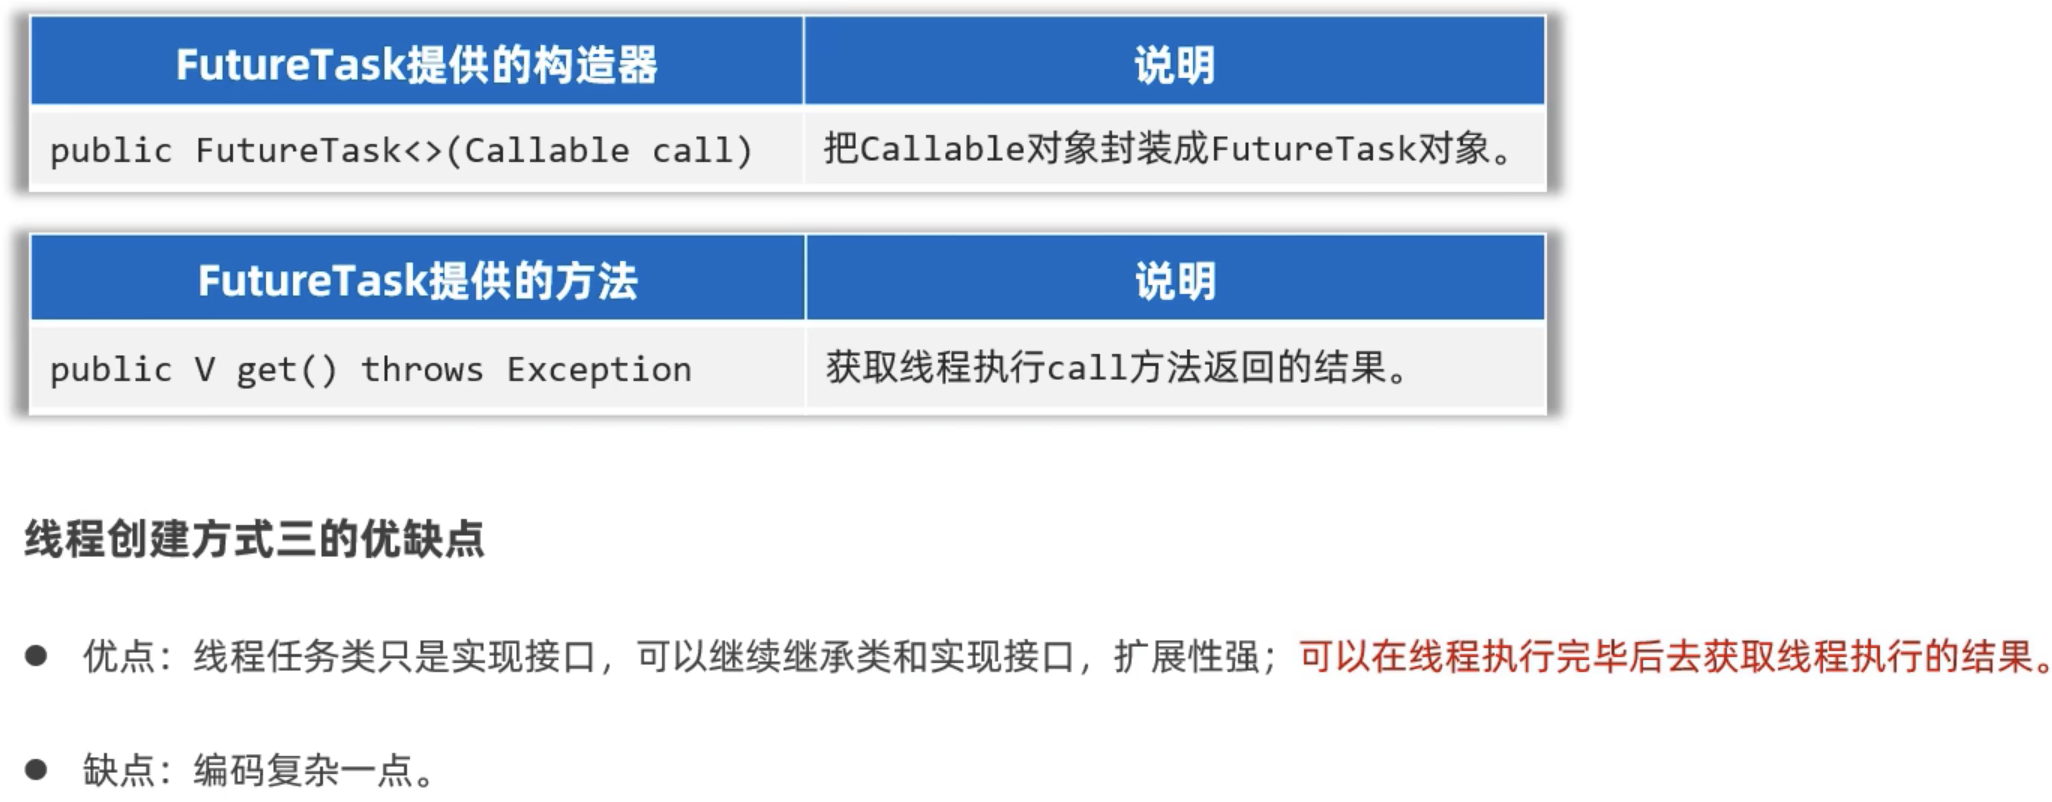 FutureTask提供的构造器 说明
public FutureTask<>(Callable call) 把Callable对象封装成FutureTask对象。
FutureTask提供的方法 说明
public V get() throws Exception 获取线程执行call方法返回的结果。
线程创建方式三的优缺点
● 优点：线程任务类只是实现接口，可以继续继承类和实现接口，扩展性强；可以在线程执行完毕后去获取线程执行的结果。
● 缺点：编码复杂一点。